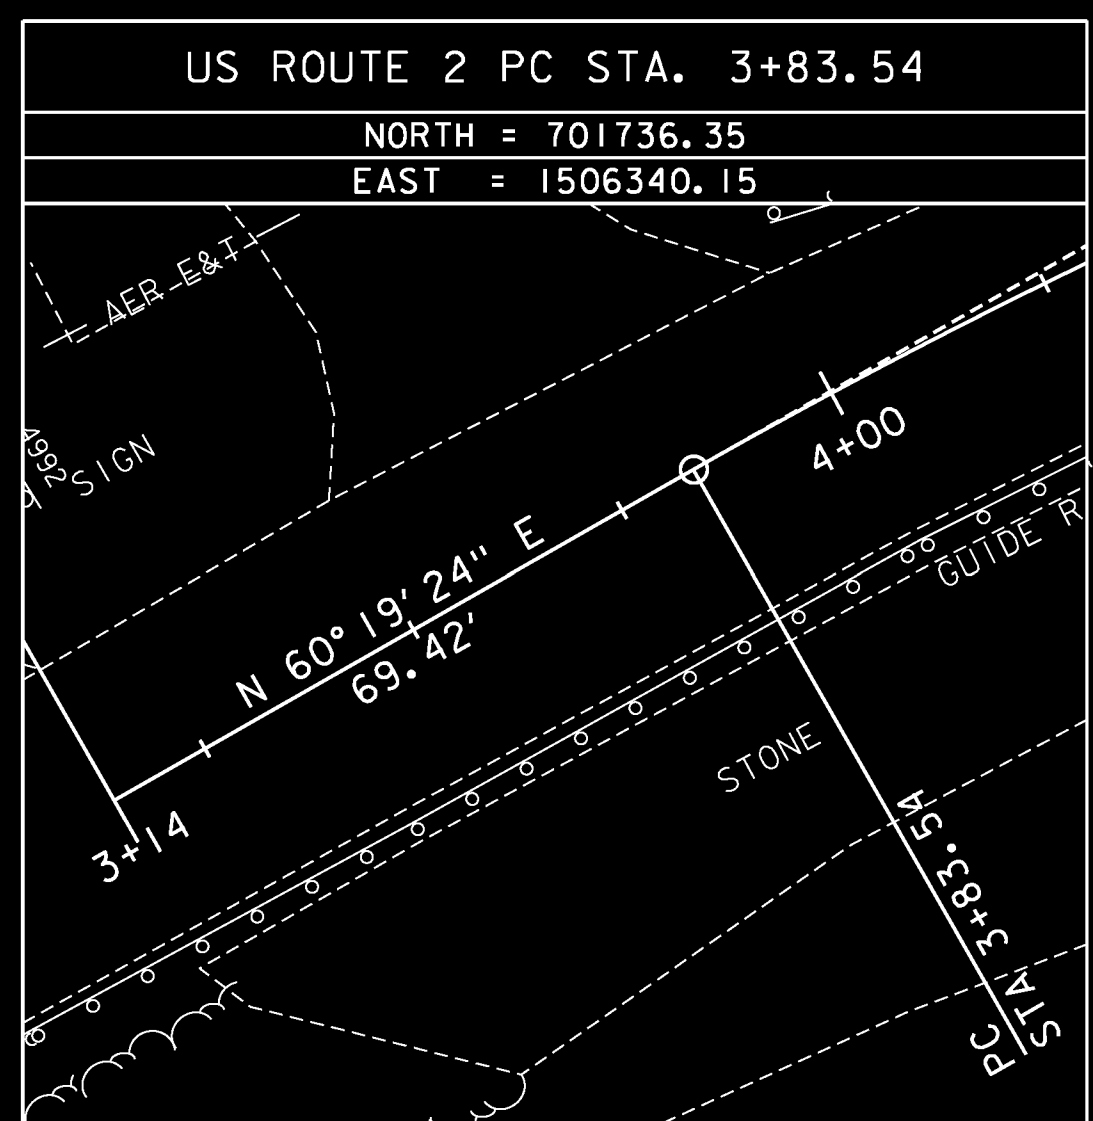 US ROUTE 2 PC STA. 3+83.54
NORTH = 701736.35
EAST = 1506340.15
AER E&T
4992
SIGN
4+00
GUIDE R
N 60° 19' 24" E
69.42'
STONE
3+14
PC
STA 3+83.54